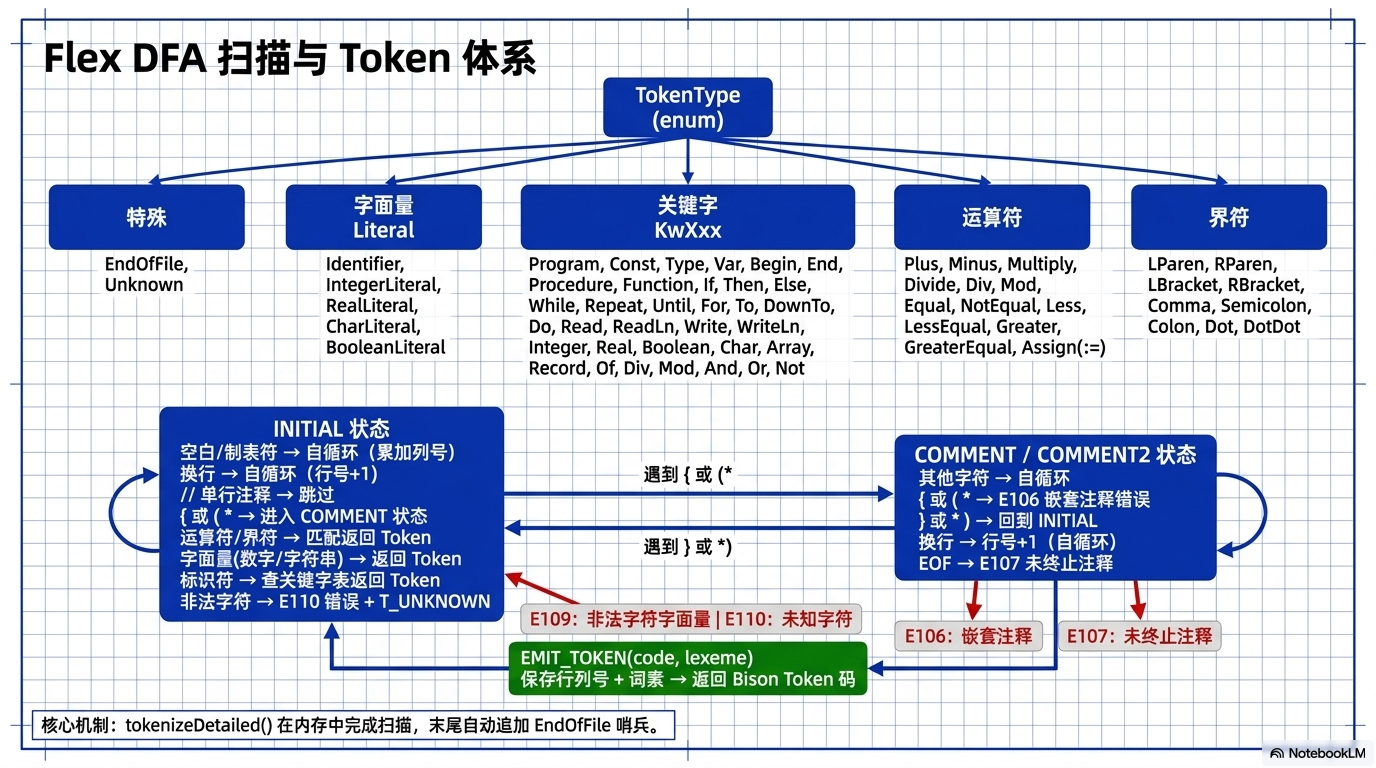 Flex DFA 扫描与 Token 体系
TokenType
(enum)
特殊
EndOfFile,
Unknown
字面量
Literal
Identifier,
IntegerLiteral,
RealLiteral,
CharLiteral,
BooleanLiteral
关键字
KwXxx
Program, Const, Type, Var, Begin, End,
Procedure, Function, If, Then, Else,
While, Repeat, Until, For, To, DownTo,
Do, Read, ReadLn, Write, WriteLn,
Integer, Real, Boolean, Char, Array,
Record, Of, Div, Mod, And, Or, Not
运算符
Plus, Minus, Multiply,
Divide, Div, Mod,
Equal, NotEqual, Less,
LessEqual, Greater,
GreaterEqual, Assign(:=)
界符
LParen, RParen,
LBracket, RBracket,
Comma, Semicolon,
Colon, Dot, DotDot
INITIAL 状态
空白/制表符 → 自循环（累加列号）
换行 → 自循环（行号+1）
// 单行注释 → 跳过
{ 或 ( * → 进入 COMMENT 状态
运算符/界符 → 匹配返回 Token
字面量(数字/字符串) → 返回 Token
标识符 → 查关键字表返回 Token
非法字符 → E110 错误 + T_UNKNOWN
遇到 { 或 (*
遇到 } 或 *)
COMMENT / COMMENT2 状态
其他字符 → 自循环
{ 或 ( * → E106 嵌套注释错误
} 或 * ) → 回到 INITIAL
换行 → 行号+1（自循环）
EOF → E107 未终止注释
E109：非法字符字面量 | E110：未知字符
E106：嵌套注释
E107：未终止注释
EMIT_TOKEN(code, lexeme)
保存行列号 + 词素 → 返回 Bison Token 码
核心机制：tokenizeDetailed() 在内存中完成扫描，末尾自动追加 EndOfFile 哨兵。
NotebookLM